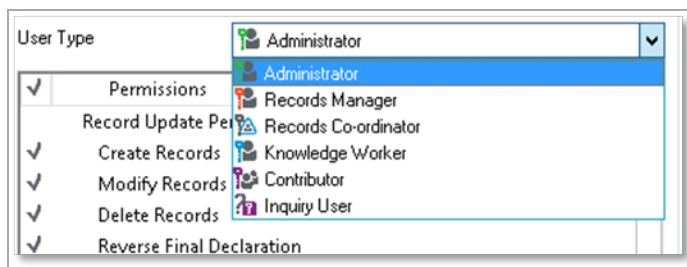 User Type
Administrator
Administrator
Permissions
Records Manager
Record Update Pe
Records Co-ordinator
Create Records
Knowledge Worker
Modify Records
Contributor
Delete Records
Inquiry User
Reverse Final Declaration